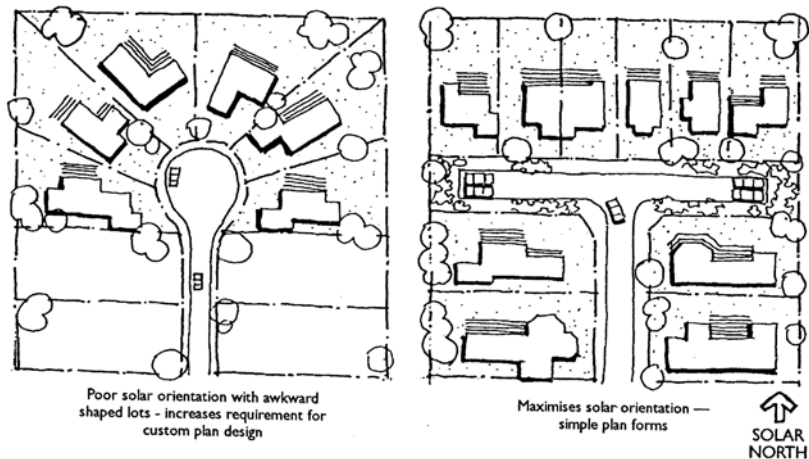 Poor solar orientation with awkward
shaped lots - increases requirement for
custom plan design
Maximises solar orientation —
simple plan forms
SOLAR
NORTH